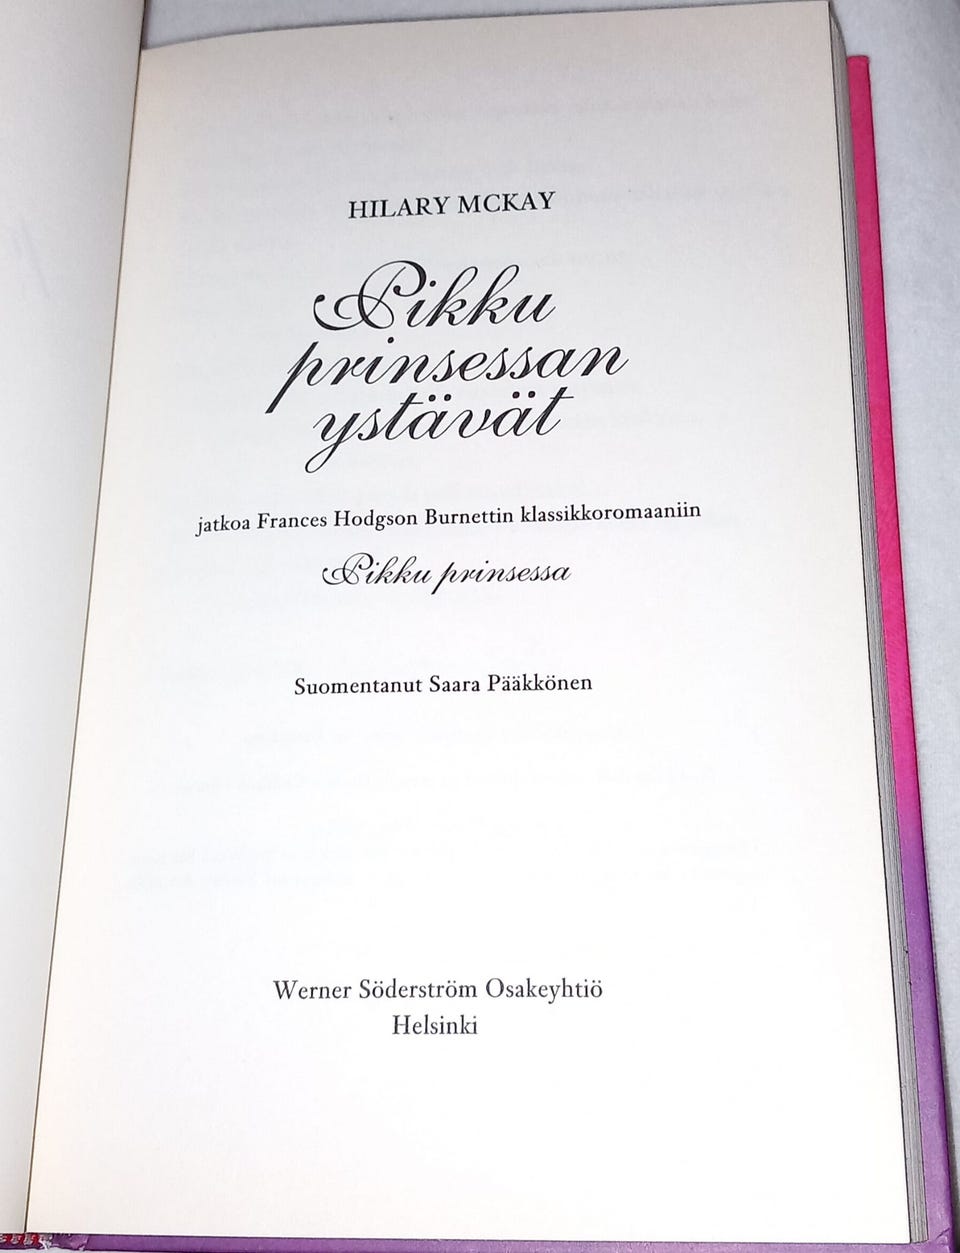 HILARY MCKAY
Pikku
prinsessan
ystävät
jatkoa Frances Hodgson Burnettin klassikkoromaaniin
Pikku prinsessa
Suomentanut Saara Pääkkönen
Werner Söderström Osakeyhtiö
Helsinki